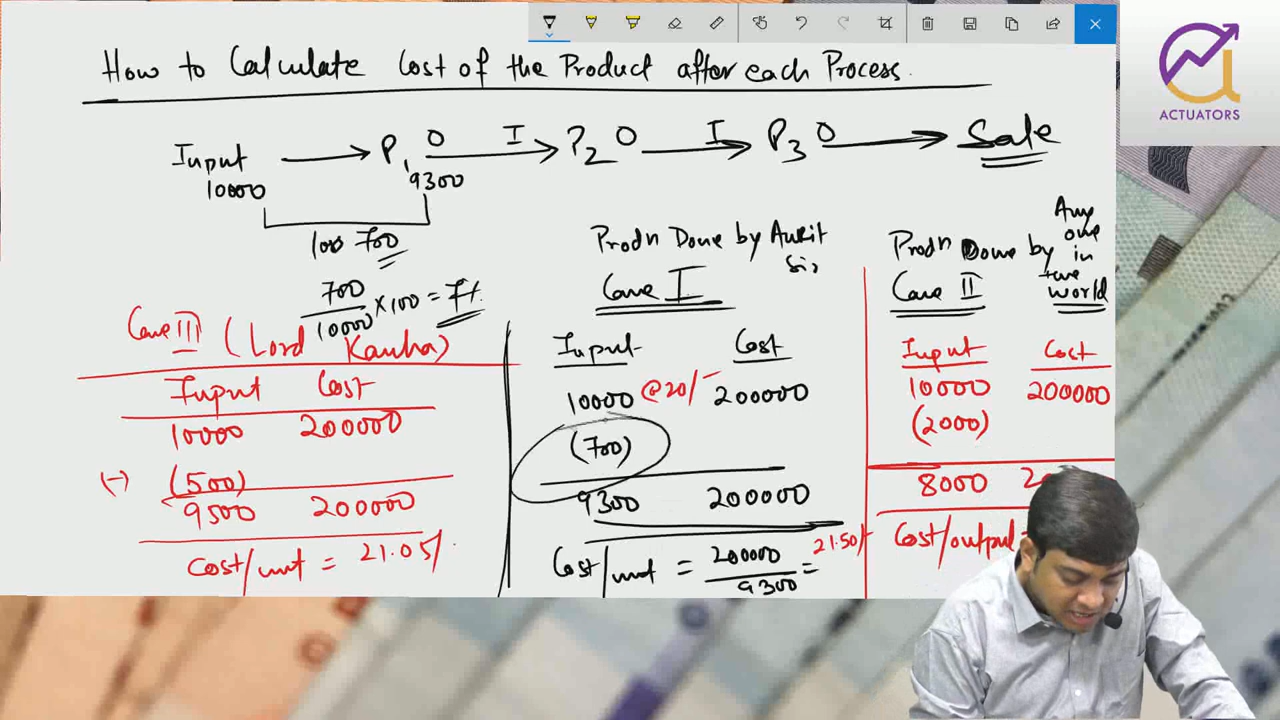 How to Calculate Cost of the Product after each Process.
Input → P1 O I → P2 O I → P3 O → Sale
10000 9300
100 700
700/10000 × 100 = 7%
ACTUATORS
Case III (Lord Kanha)
Input Cost
10000 200000
(-) (500)
9500 200000
Cost/unit = 21.05/-
Prodn Done by Ankit Sir
Case I
Input Cost
10000 @20/- 200000
(700)
9300 200000
Cost/unit = 200000/9300 = 21.50/-
Prodn Done by Any one in the world
Case II
Input Cost
10000 200000
(2000)
8000
Cost/output =